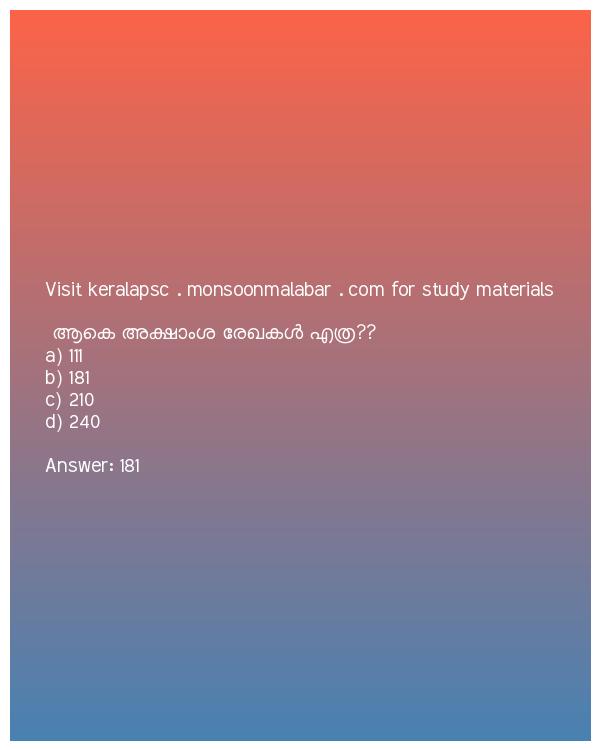 Visit keralapsc . monsoonmalabar . com for study materials
ആകെ അക്ഷാംശ രേഖകൾ എത്ര??
a) 111
b) 181
c) 210
d) 240
Answer: 181